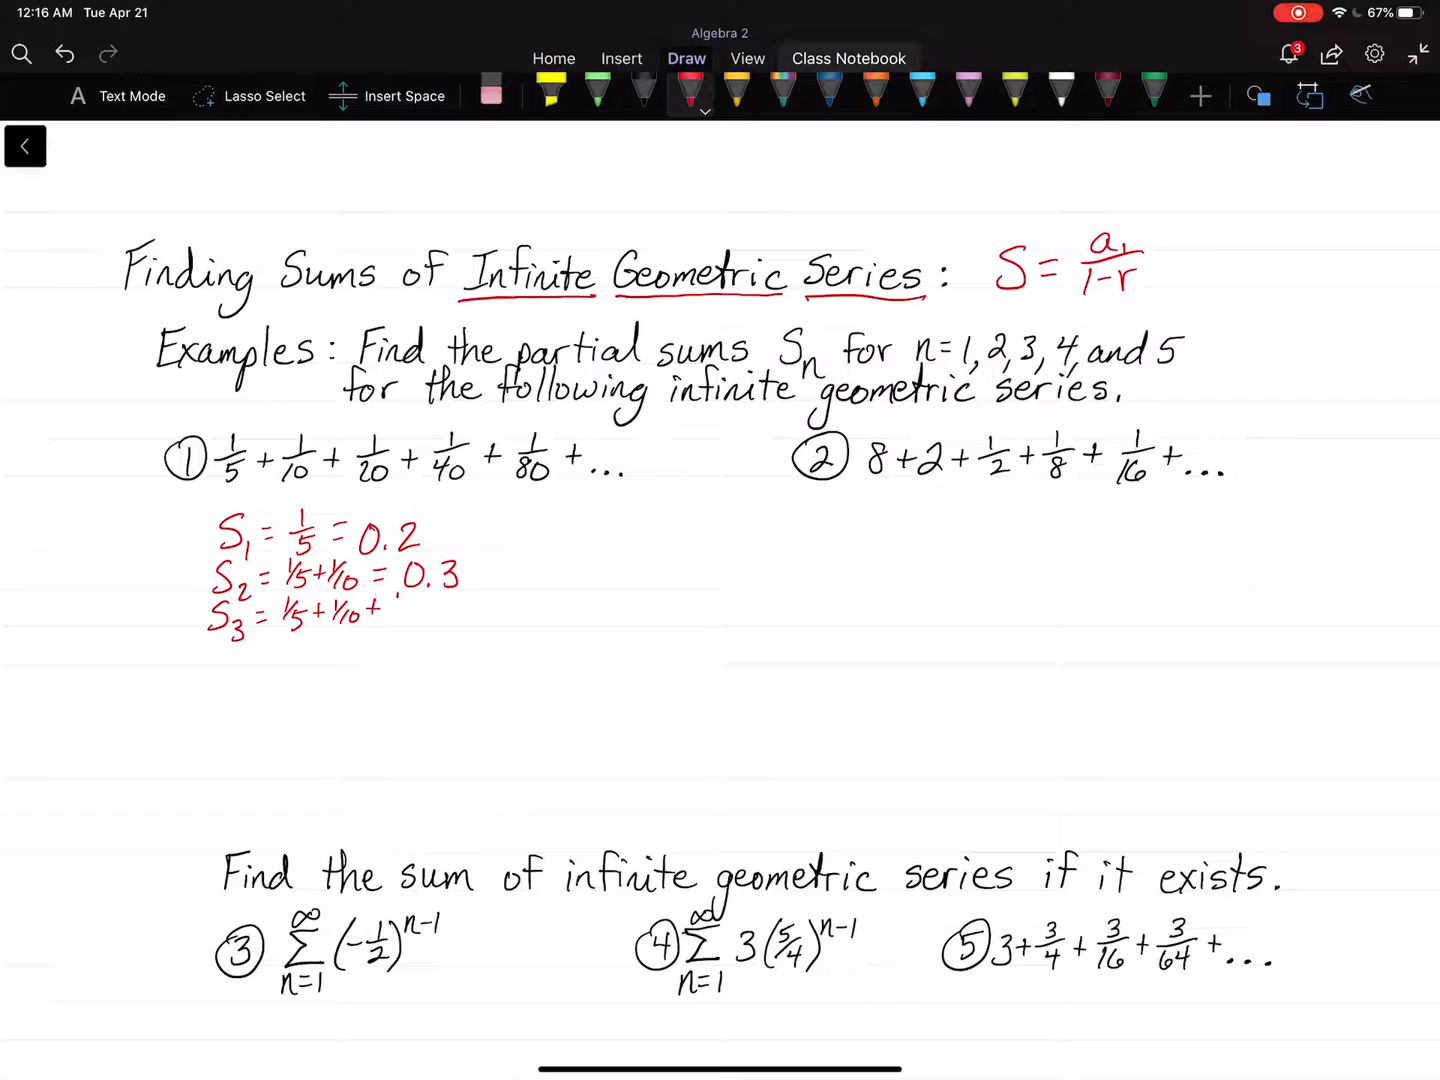 12:16 AM Tue Apr 21
67%
Algebra 2
Home Insert Draw View Class Notebook
3
A Text Mode Lasso Select Insert Space
Finding Sums of Infinite Geometric Series: S = a₁/(1-r)
Examples: Find the partial sums Sₙ for n=1, 2, 3, 4, and 5
for the following infinite geometric series.
① 1/5 + 1/10 + 1/20 + 1/40 + 1/80 + ...
② 8 + 2 + 1/2 + 1/8 + 1/16 + ...
S₁ = 1/5 = 0.2
S₂ = 1/5 + 1/10 = 0.3
S₃ = 1/5 + 1/10 +
Find the sum of infinite geometric series if it exists.
③ ∞ Σ n=1 (-1/2)^(n-1)
④ ∞ Σ n=1 3(5/4)^(n-1)
⑤ 3 + 3/4 + 3/16 + 3/64 + ...